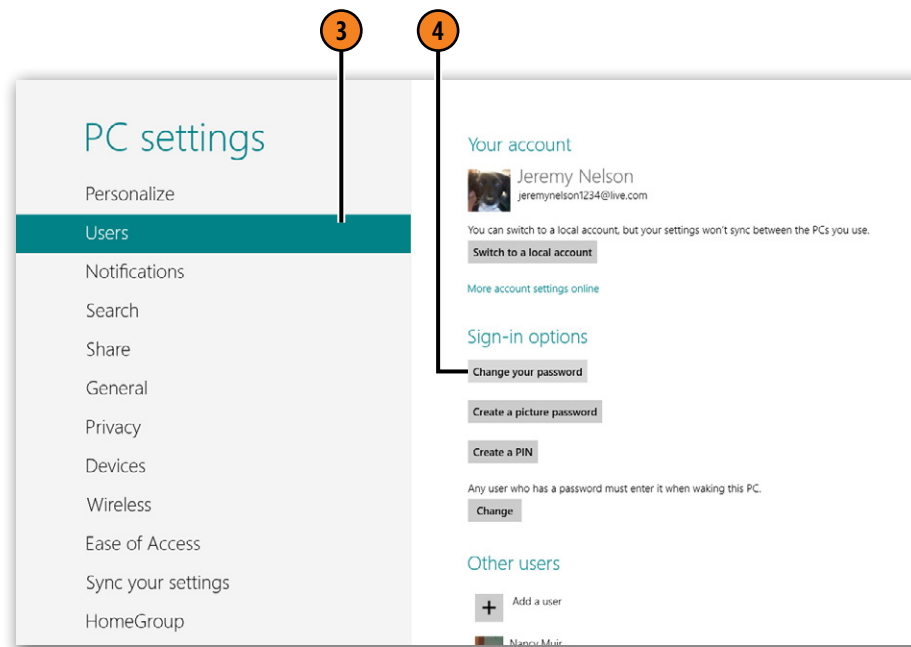 3
4
PC settings
Personalize
Users
Notifications
Search
Share
General
Privacy
Devices
Wireless
Ease of Access
Sync your settings
HomeGroup
Your account
Jeremy Nelson
jeremynelson1234@live.com
You can switch to a local account, but your settings won't sync between the PCs you use.
Switch to a local account
More account settings online
Sign-in options
Change your password
Create a picture password
Create a PIN
Any user who has a password must enter it when waking this PC.
Change
Other users
Add a user
Nancy Muir